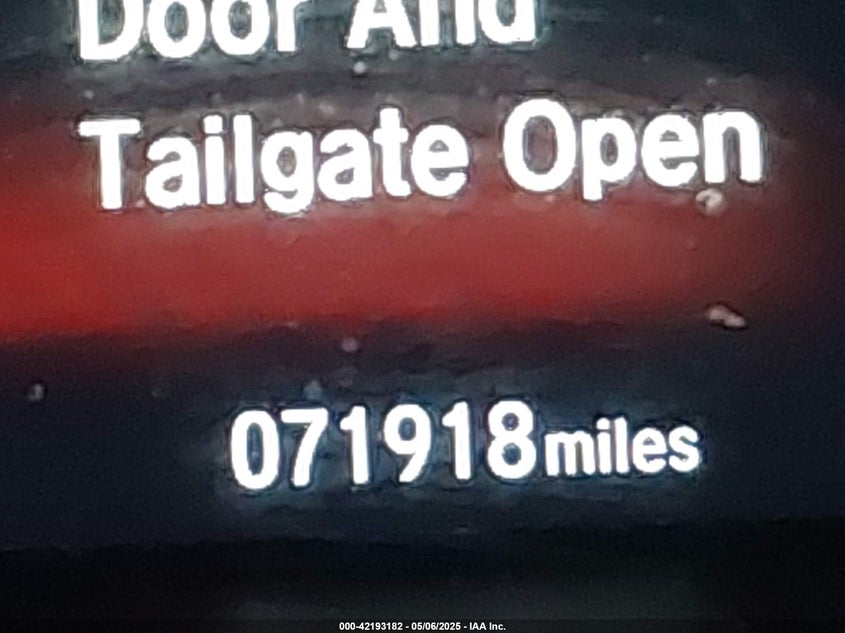 Door And
Tailgate Open
071918miles
000-42193182 - 05/06/2025 - IAA Inc.